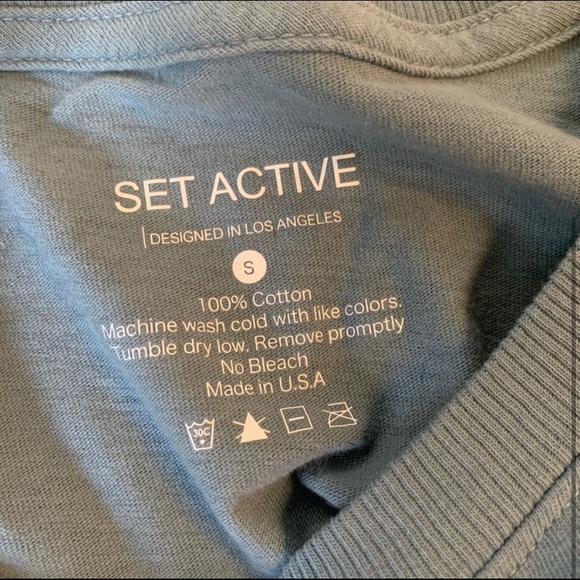 SET ACTIVE
DESIGNED IN LOS ANGELES
S
100% Cotton
Machine wash cold with like colors.
Tumble dry low. Remove promptly
No Bleach
Made in U.S.A
30C